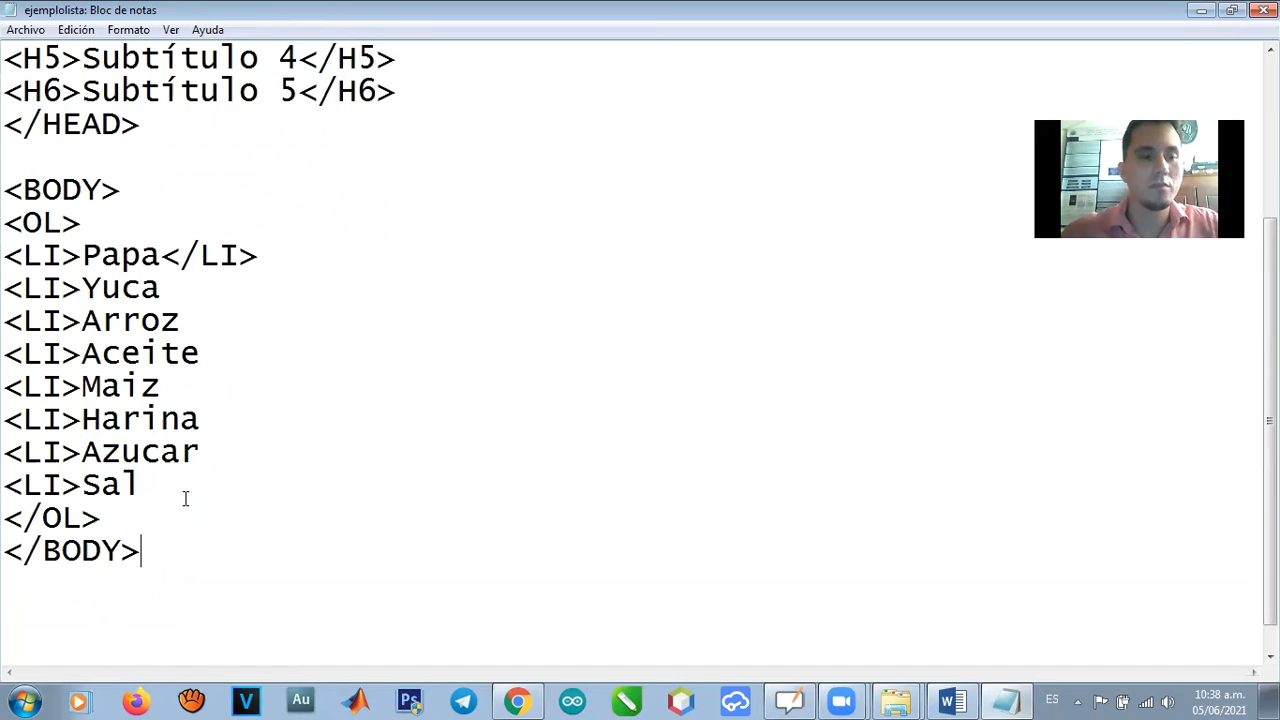 ejemplolista: Bloc de notas
Archivo Edición Formato Ver Ayuda
<H5>Subtítulo 4</H5>
<H6>Subtítulo 5</H6>
</HEAD>
<BODY>
<OL>
<LI>Papa</LI>
<LI>Yuca
<LI>Arroz
<LI>Aceite
<LI>Maiz
<LI>Harina
<LI>Azucar
<LI>Sal
</OL>
</BODY>
V Au Ps W ES 10:38 a.m.
05/06/2021